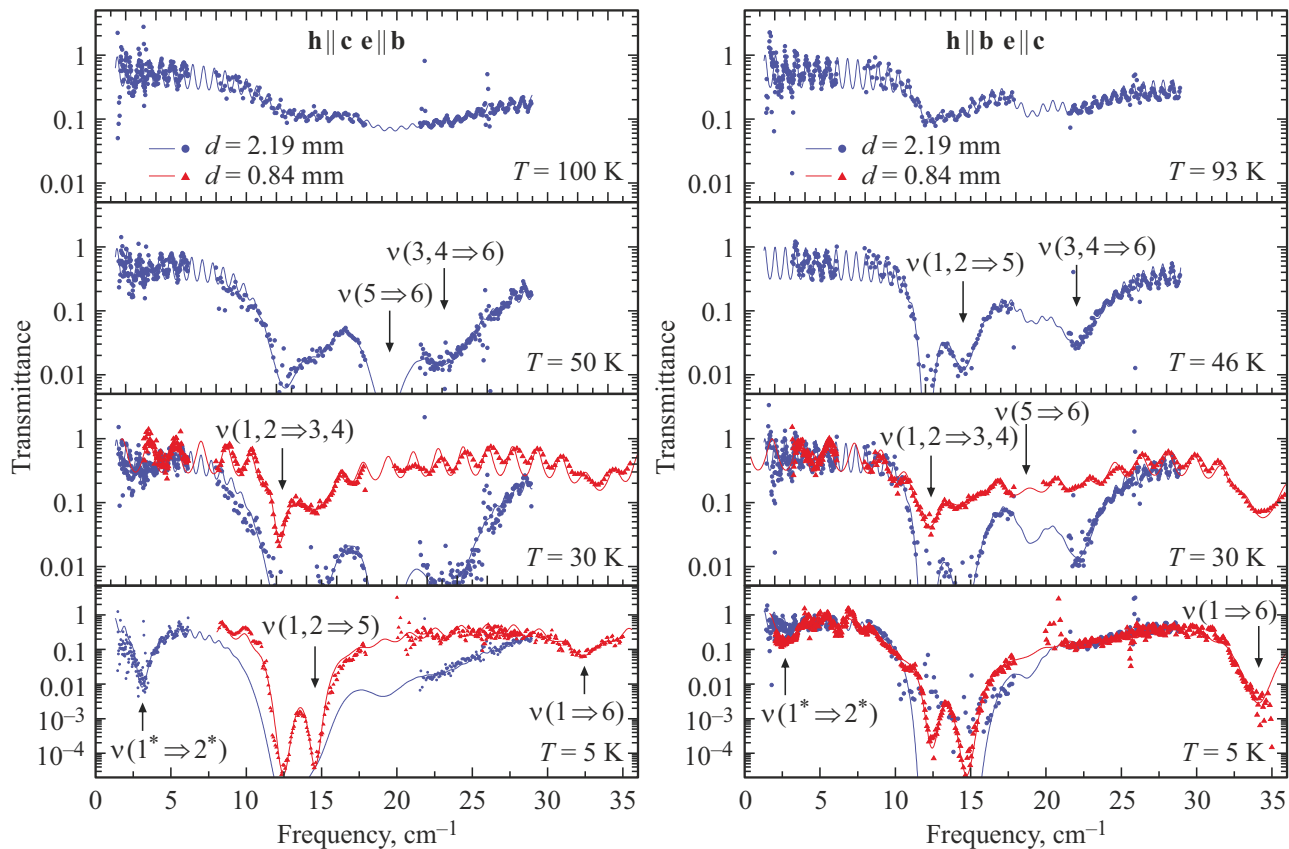 h || c e || b
1
0.1
0.01
d = 2.19 mm
d = 0.84 mm
T = 100 K
1
0.1
0.01
ν(3,4⇒6)
ν(5⇒6)
T = 50 K
1
0.1
0.01
ν(1,2⇒3,4)
T = 30 K
1
0.1
0.01
10⁻³
10⁻⁴
ν(1,2⇒5)
ν(1*⇒2*)
ν(1⇒6)
T = 5 K
Transmittance
0 5 10 15 20 25 30 35
Frequency, cm⁻¹
h || b e || c
1
0.1
0.01
d = 2.19 mm
d = 0.84 mm
T = 93 K
1
0.1
0.01
ν(3,4⇒6)
ν(1,2⇒5)
T = 46 K
1
0.1
0.01
ν(5⇒6)
ν(1,2⇒3,4)
T = 30 K
1
0.1
0.01
10⁻³
10⁻⁴
ν(1⇒6)
ν(1*⇒2*)
T = 5 K
Transmittance
0 5 10 15 20 25 30 35
Frequency, cm⁻¹